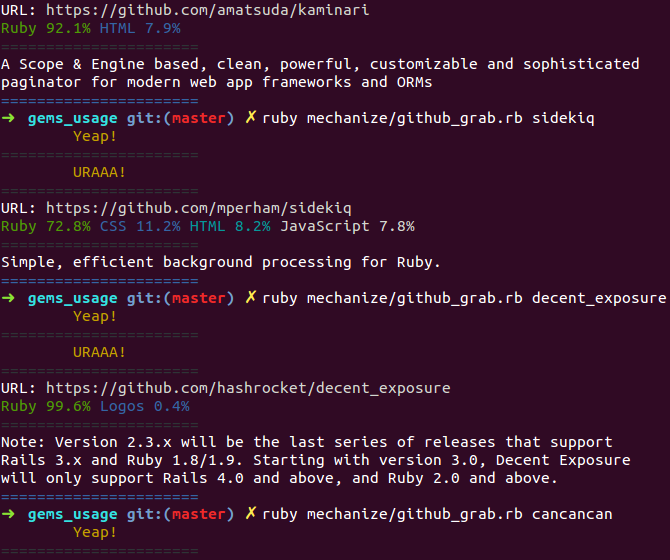 URL: https://github.com/amatsuda/kaminari
Ruby 92.1% HTML 7.9%
======================
A Scope & Engine based, clean, powerful, customizable and sophisticated
paginator for modern web app frameworks and ORMs
======================
➜  gems_usage git:(master) ✗ ruby mechanize/github_grab.rb sidekiq
        Yeap!
======================
        URAAA!
======================
URL: https://github.com/mperham/sidekiq
Ruby 72.8% CSS 11.2% HTML 8.2% JavaScript 7.8%
======================
Simple, efficient background processing for Ruby.
======================
➜  gems_usage git:(master) ✗ ruby mechanize/github_grab.rb decent_exposure
        Yeap!
======================
        URAAA!
======================
URL: https://github.com/hashrocket/decent_exposure
Ruby 99.6% Logos 0.4%
======================
Note: Version 2.3.x will be the last series of releases that support
Rails 3.x and Ruby 1.8/1.9. Starting with version 3.0, Decent Exposure
will only support Rails 4.0 and above, and Ruby 2.0 and above.
======================
➜  gems_usage git:(master) ✗ ruby mechanize/github_grab.rb cancancan
        Yeap!
======================